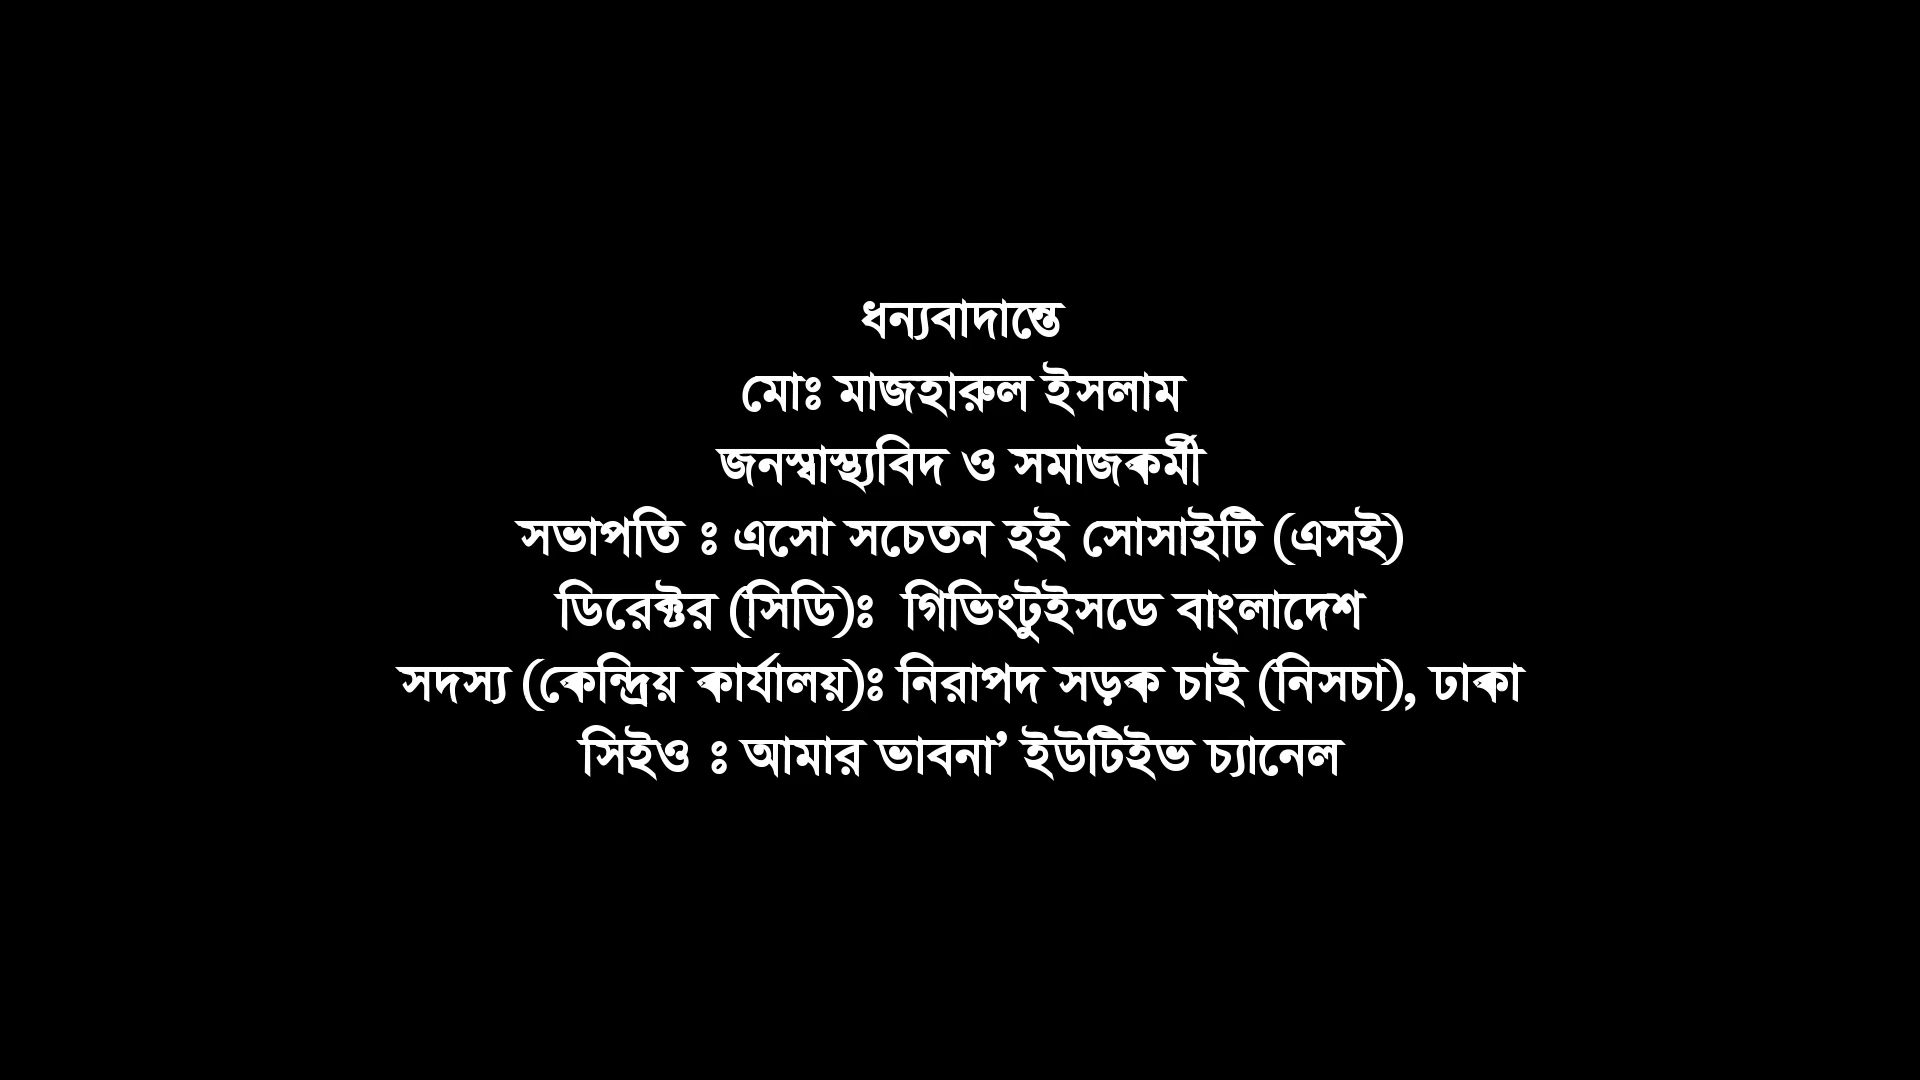 ধন্যবাদান্তে
মোঃ মাজহারুল ইসলাম
জনস্বাস্থ্যবিদ ও সমাজকর্মী
সভাপতি ঃ এসো সচেতন হই সোসাইটি (এসই)
ডিরেক্টর (সিডি)ঃ গিভিংটুইসডে বাংলাদেশ
সদস্য (কেন্দ্রিয় কার্যালয়)ঃ নিরাপদ সড়ক চাই (নিসচা), ঢাকা
সিইও ঃ আমার ভাবনা’ ইউটিইভ চ্যানেল